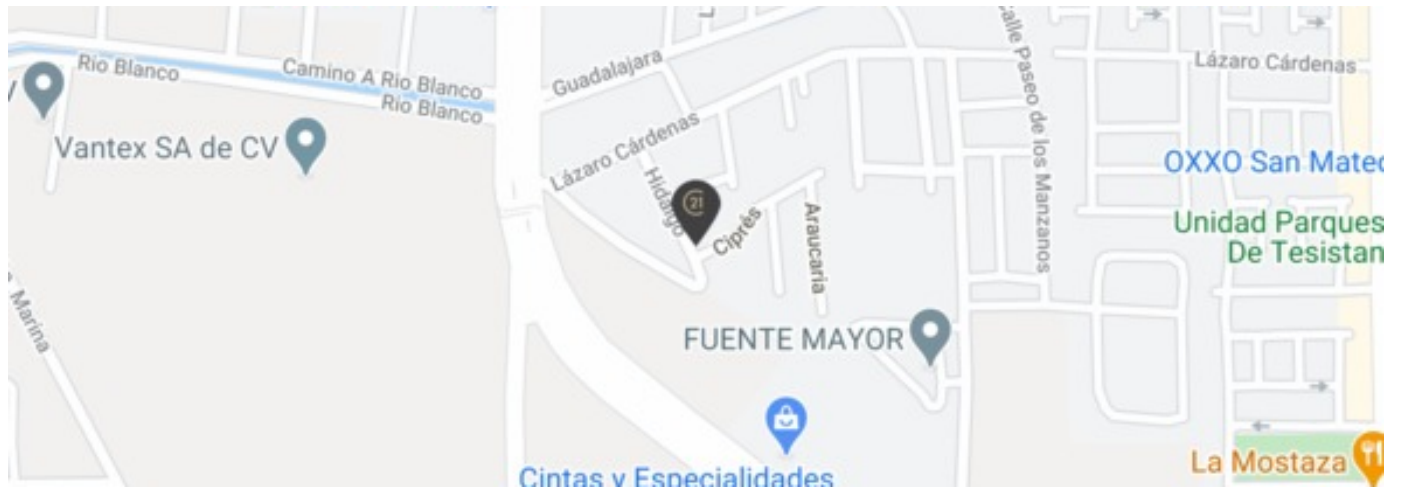 Rio Blanco
Camino A Rio Blanco
Rio Blanco
Vantex SA de CV
Guadalajara
Lázaro Cárdenas
Hidalgo
21
Ciprés
Araucaria
Calle Paseo de los Manzanos
Lázaro Cárdenas
OXXO San Mateo
Unidad Parques
De Tesistan
Marina
FUENTE MAYOR
Cintas y Especialidades
La Mostaza